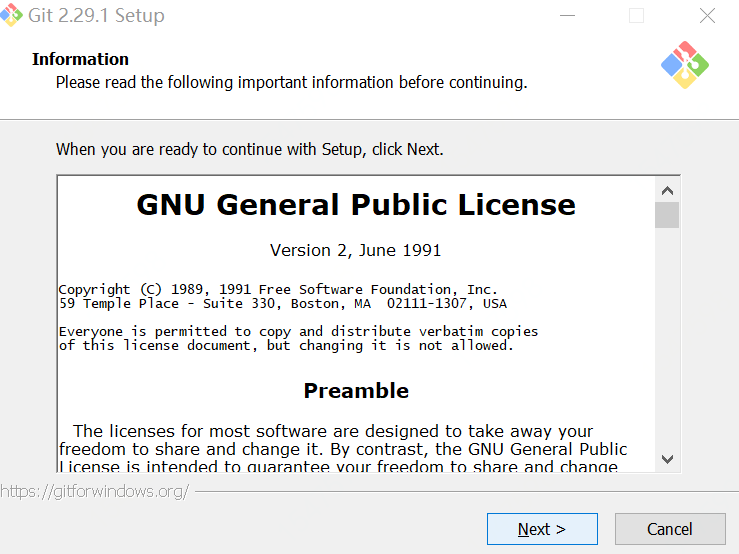 Git 2.29.1 Setup
Information
Please read the following important information before continuing.
When you are ready to continue with Setup, click Next.
GNU General Public License
Version 2, June 1991
Copyright (C) 1989, 1991 Free Software Foundation, Inc.
59 Temple Place - Suite 330, Boston, MA  02111-1307, USA
Everyone is permitted to copy and distribute verbatim copies
of this license document, but changing it is not allowed.
Preamble
The licenses for most software are designed to take away your
freedom to share and change it. By contrast, the GNU General Public
License is intended to guarantee your freedom to share and change
https://gitforwindows.org/
Next >
Cancel